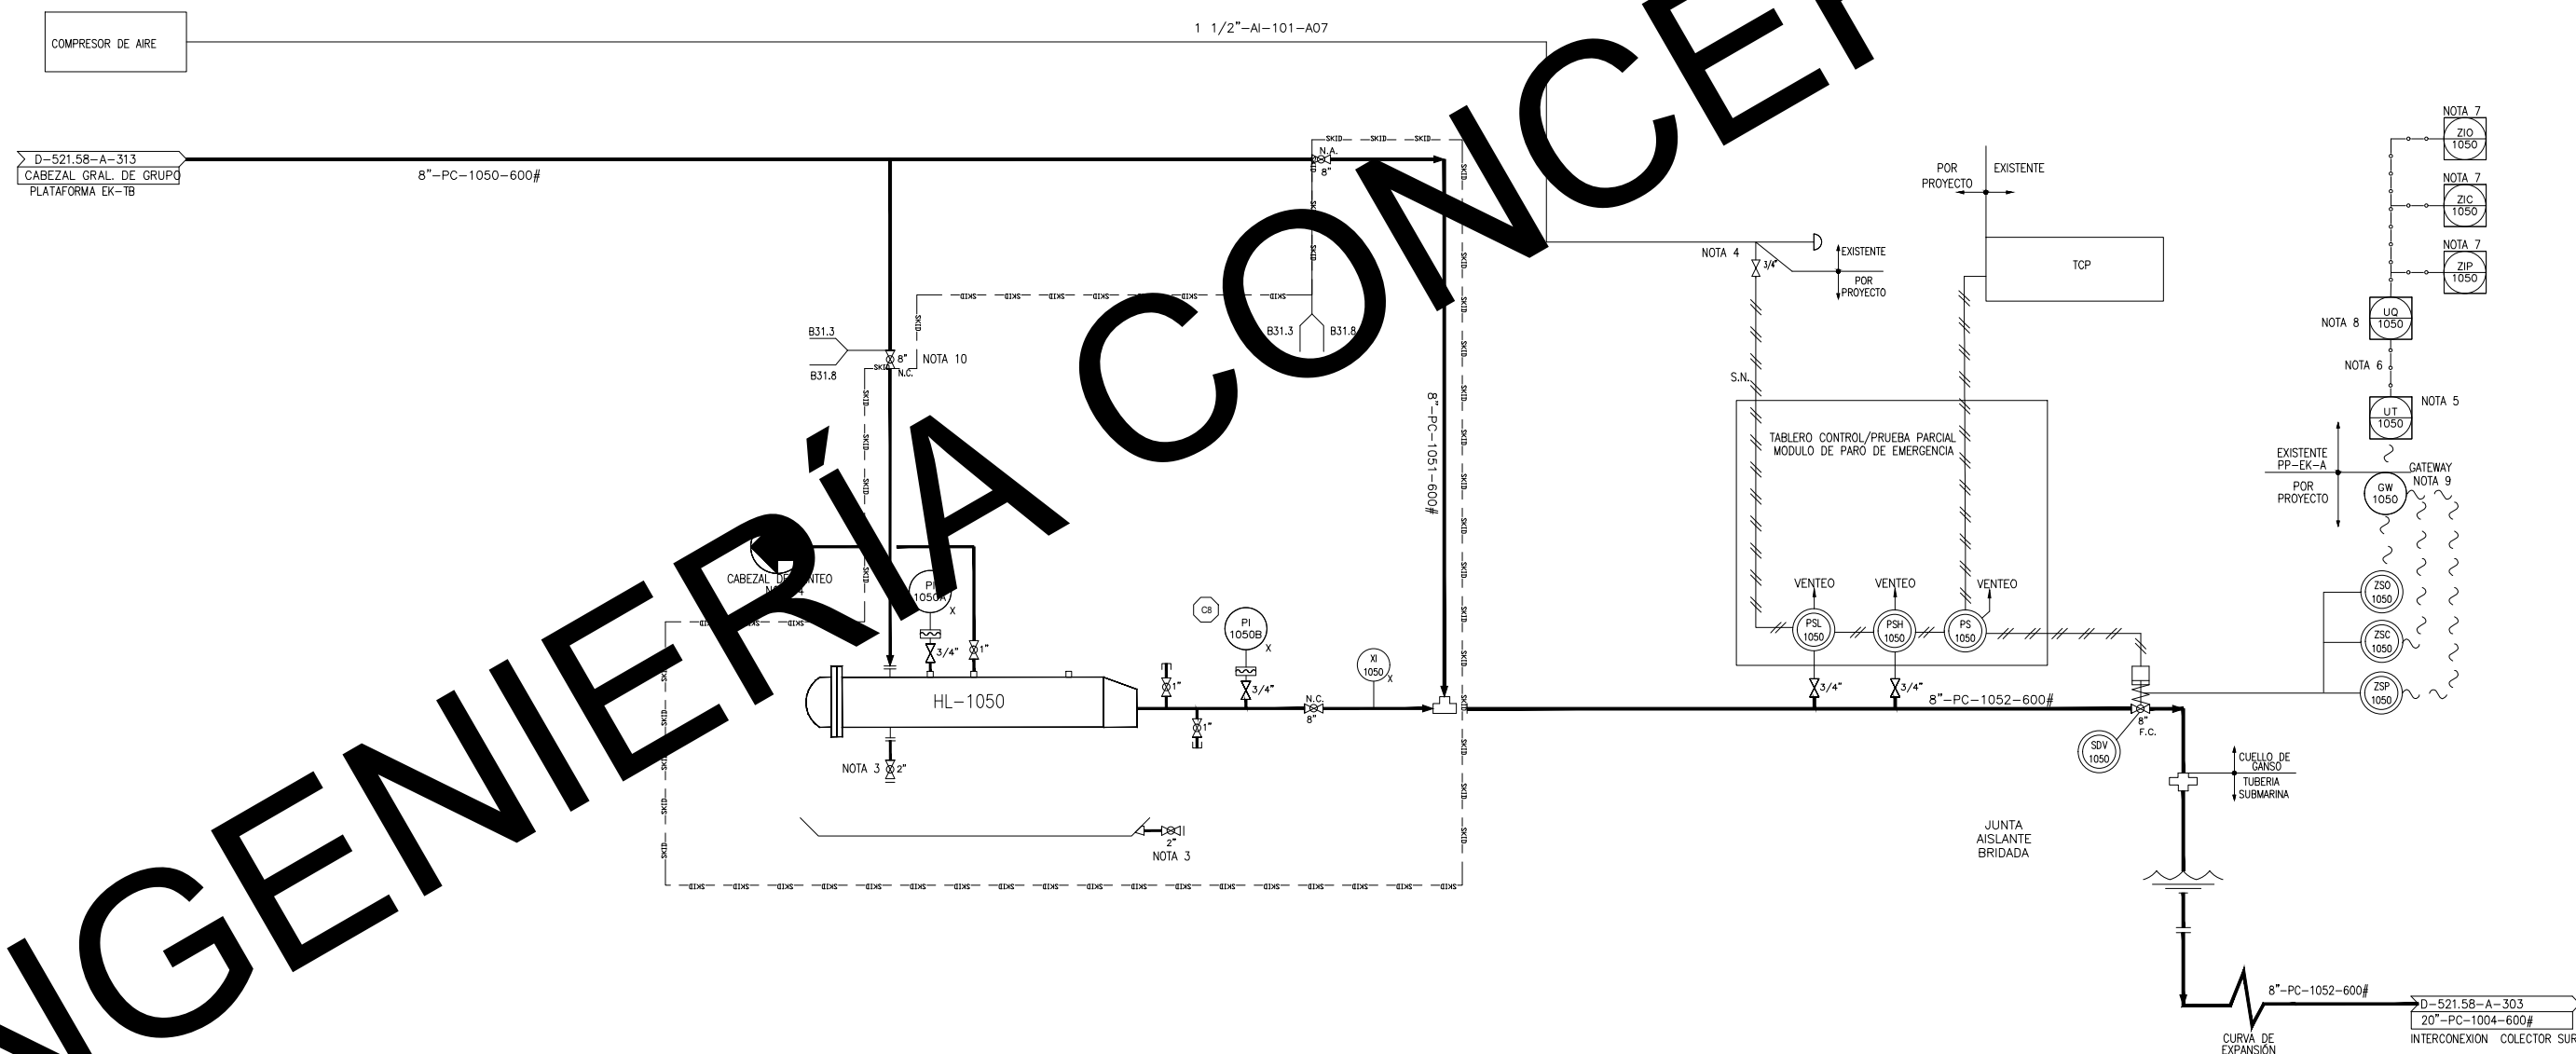 COMPRESOR DE AIRE
1 1/2"-AI-101-A07
D-521.58-A-313
CABEZAL GRAL. DE GRUPO
PLATAFORMA EK-TB
8"-PC-1050-600#
SKID SKID SKID
N.A.
8"
B31.3
B31.8
8"
N.C.
NOTA 10
B31.3
B31.8
8"-PC-1051-600#
CABEZAL DE
PI
1050A
X
3/4"
1"
HL-1050
NOTA 3
2"
2"
NOTA 3
1"
1"
C8
PI
1050B
X
3/4"
N.C.
8"
XI
1050
X
NOTA 4
3/4"
EXISTENTE
POR
PROYECTO
POR
PROYECTO
EXISTENTE
TCP
S.N.
TABLERO CONTROL/PRUEBA PARCIAL
MODULO DE PARO DE EMERGENCIA
VENTEO
VENTEO
VENTEO
PSL
1050
PSH
1050
PS
1050
3/4"
3/4"
8"-PC-1052-600#
8"
F.C.
SDV
1050
CUELLO DE
GANSO
TUBERIA
SUBMARINA
JUNTA
AISLANTE
BRIDADA
NOTA 7
ZIO
1050
NOTA 7
ZIC
1050
NOTA 7
ZIP
1050
NOTA 8
UQ
1050
NOTA 6
UT
1050
NOTA 5
EXISTENTE
PP-EK-A
POR
PROYECTO
GATEWAY
NOTA 9
GW
1050
ZSO
1050
ZSC
1050
ZSP
1050
8"-PC-1052-600#
CURVA DE
EXPANSIÓN
D-521.58-A-303
20"-PC-1004-600#
INTERCONEXION COLECTOR SUR
NGENIERÍA CONCE